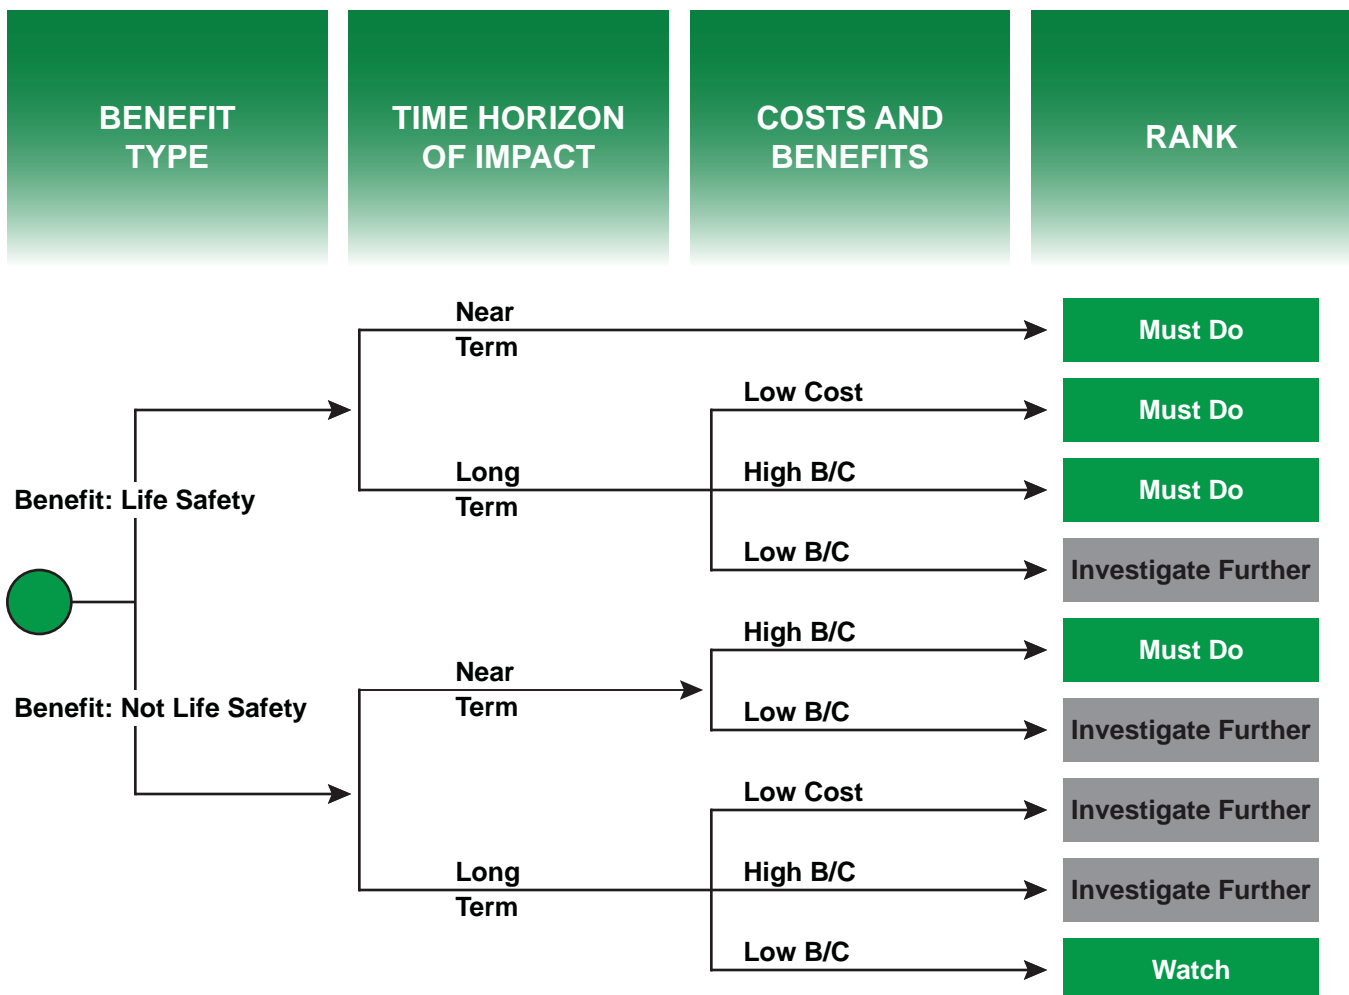 BENEFIT
TYPE
TIME HORIZON
OF IMPACT
COSTS AND
BENEFITS
RANK
Near
Term
Must Do
Low Cost
Must Do
Long
Term
High B/C
Must Do
Benefit: Life Safety
Low B/C
Investigate Further
High B/C
Must Do
Near
Term
Benefit: Not Life Safety
Low B/C
Investigate Further
Low Cost
Investigate Further
Long
Term
High B/C
Investigate Further
Low B/C
Watch